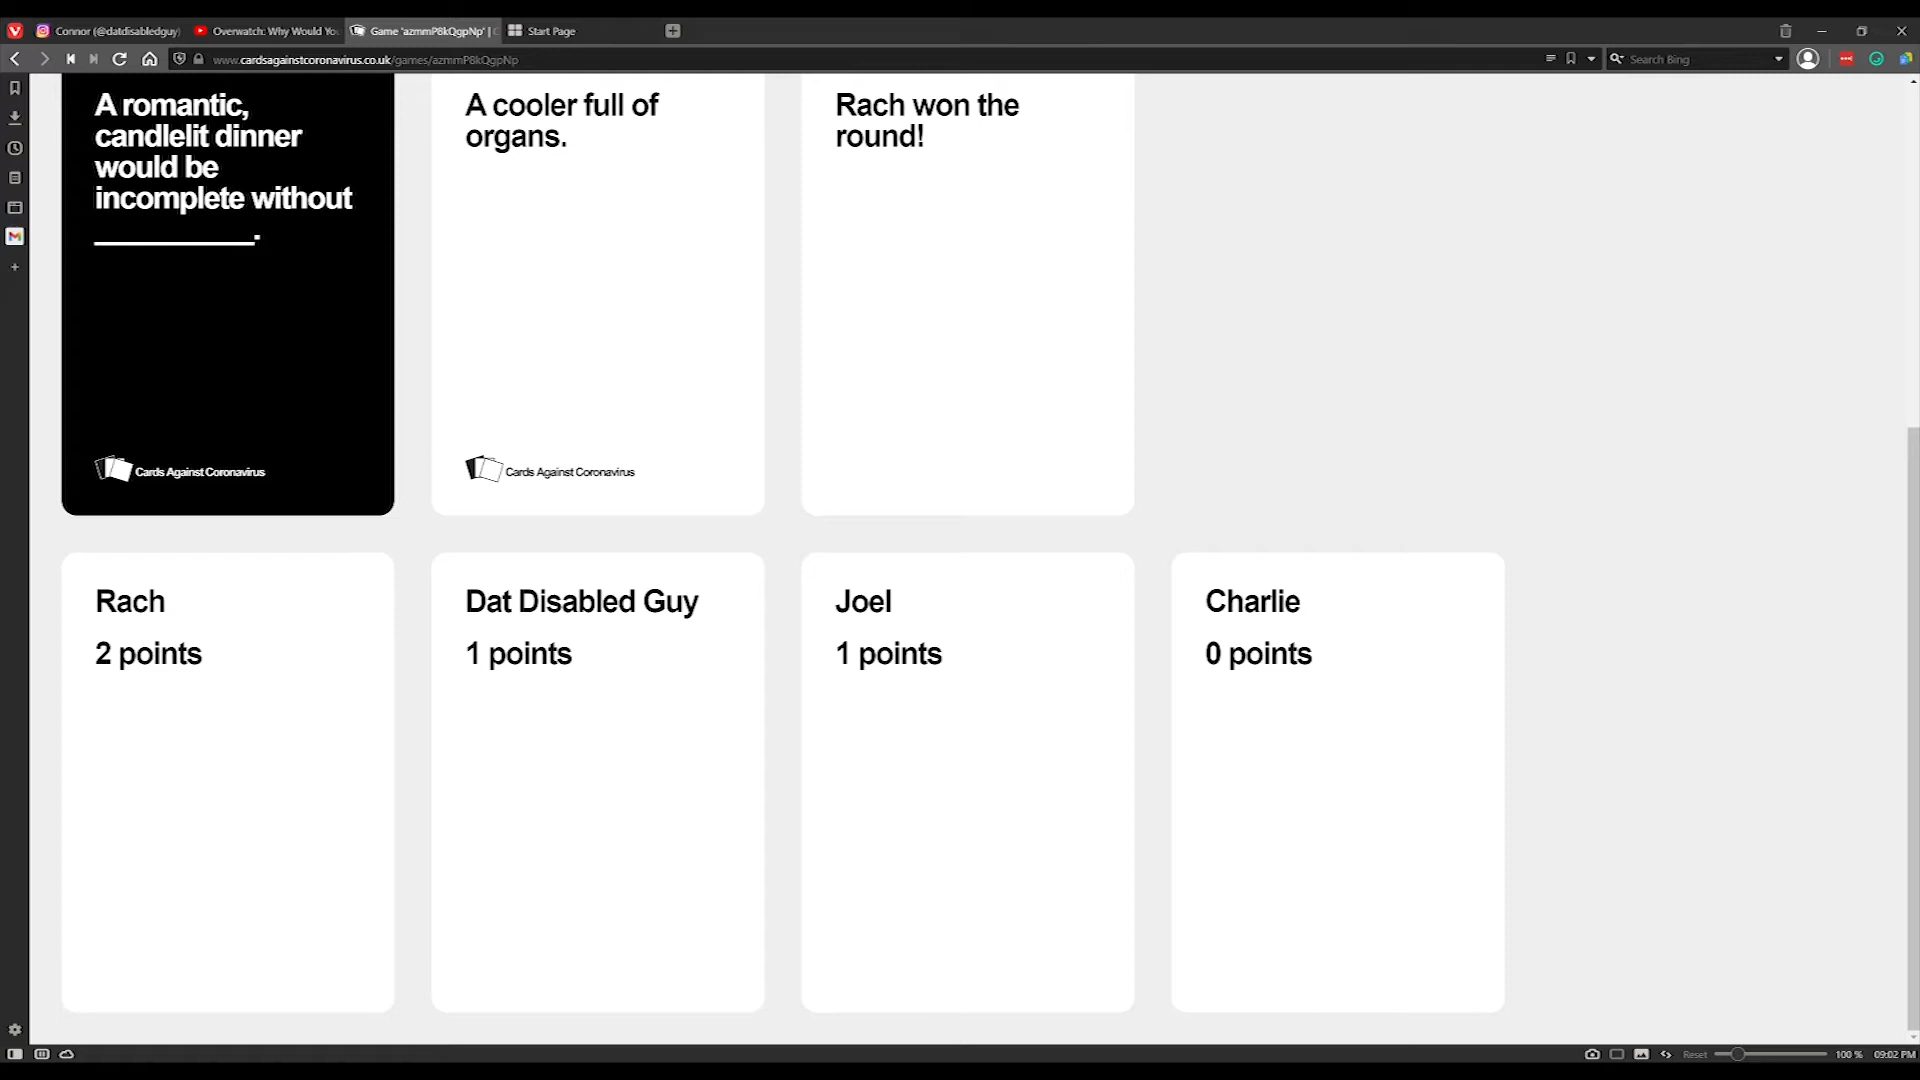 Connor (@datdisabledguy)
Overwatch: Why Would Yo
Game 'azmmP8kQgpNp' |
Start Page
www.cardsagainstcoronavirus.co.uk/games/azmmP8kQgpNp
Search Bing
A romantic,
candlelit dinner
would be
incomplete without
__________.
Cards Against Coronavirus
A cooler full of
organs.
Cards Against Coronavirus
Rach won the
round!
Rach
2 points
Dat Disabled Guy
1 points
Joel
1 points
Charlie
0 points
Reset
100 %
09:02 PM